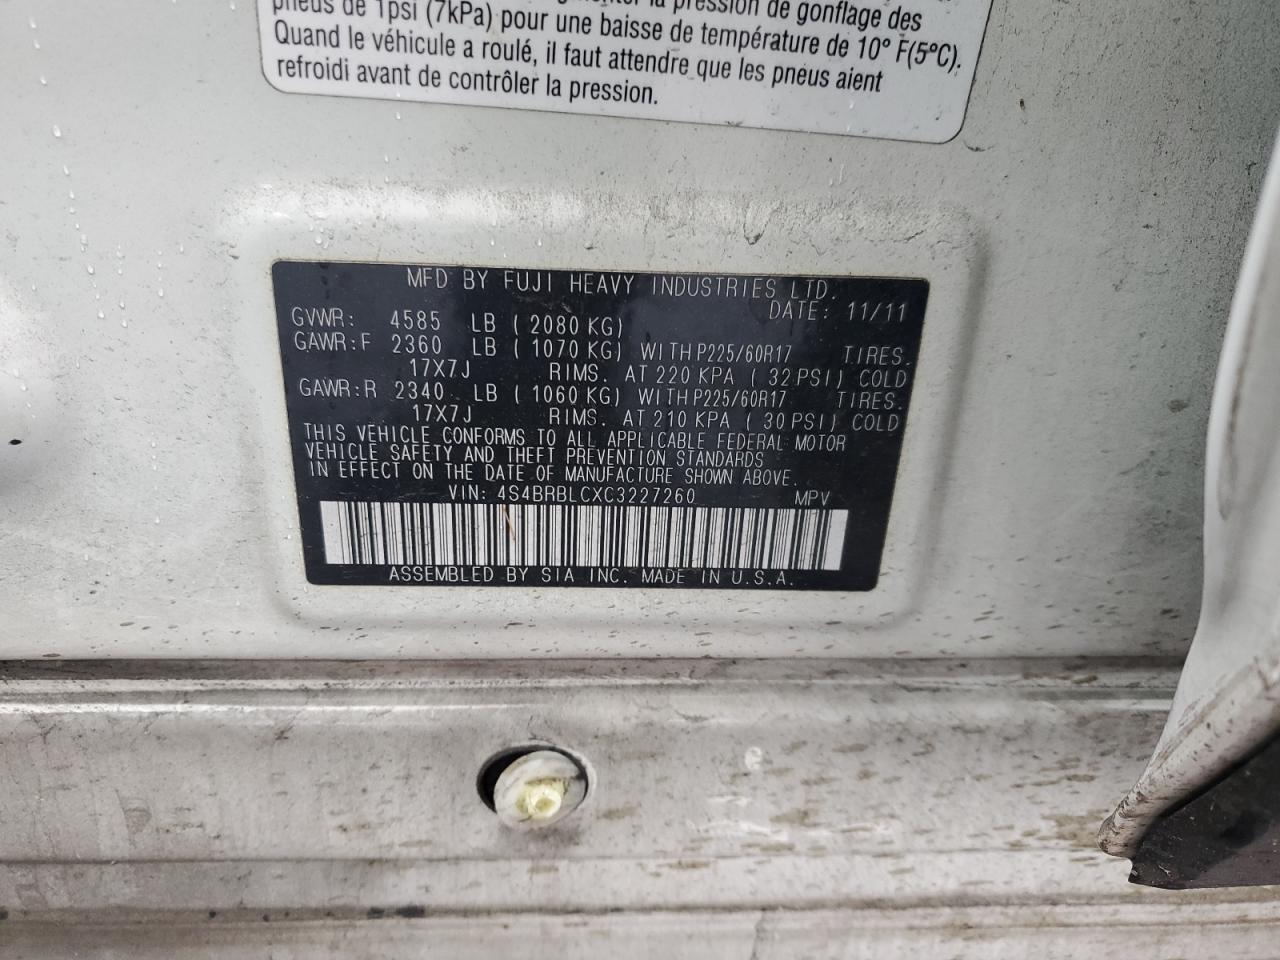 la pression de gonflage des
pneus de 1psi (7kPa) pour une baisse de température de 10° F(5°C).
Quand le véhicule a roulé, il faut attendre que les pneus aient
refroidi avant de contrôler la pression.
MFD BY FUJI HEAVY INDUSTRIES LTD.
DATE: 11/11
GVWR: 4585 LB ( 2080 KG)
GAWR:F 2360 LB ( 1070 KG) WITH P225/60R17 TIRES.
17X7J RIMS. AT 220 KPA ( 32 PSI) COLD
GAWR:R 2340 LB ( 1060 KG) WITH P225/60R17 TIRES.
17X7J RIMS. AT 210 KPA ( 30 PSI) COLD
THIS VEHICLE CONFORMS TO ALL APPLICABLE FEDERAL MOTOR
VEHICLE SAFETY AND THEFT PREVENTION STANDARDS
IN EFFECT ON THE DATE OF MANUFACTURE SHOWN ABOVE.
VIN: 4S4BRBLCXC3227260 MPV
ASSEMBLED BY SIA INC. MADE IN U.S.A.